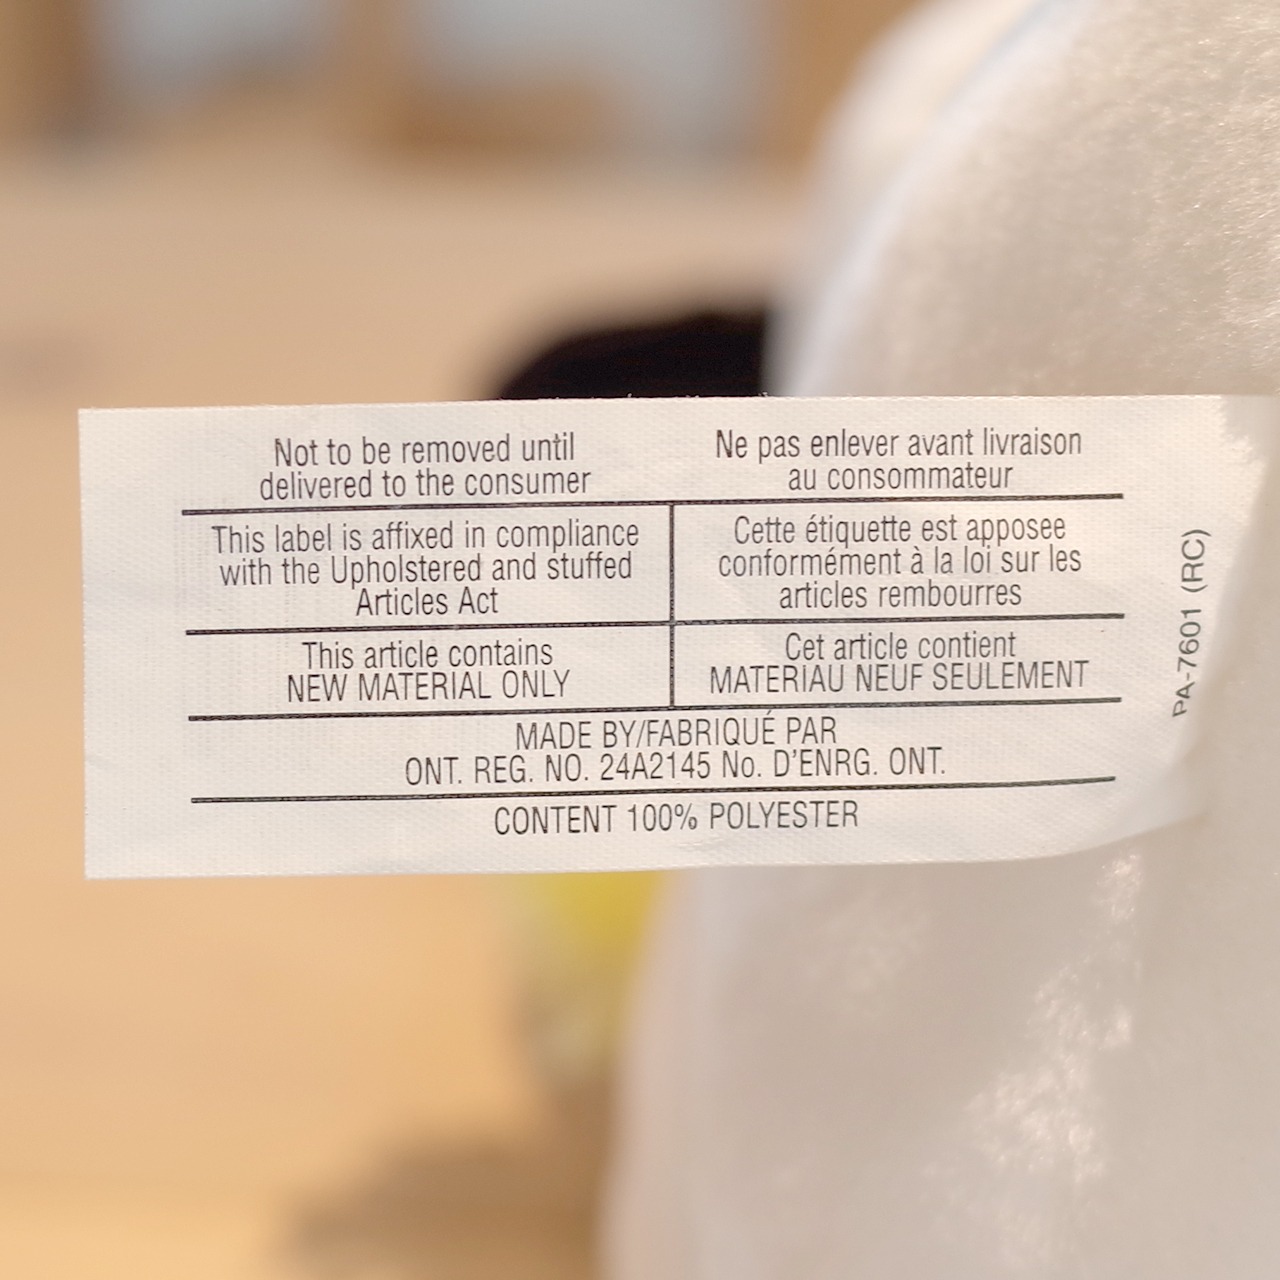 Not to be removed until
delivered to the consumer
Ne pas enlever avant livraison
au consommateur
This label is affixed in compliance
with the Upholstered and stuffed
Articles Act
Cette étiquette est apposee
conformément à la loi sur les
articles rembourres
This article contains
NEW MATERIAL ONLY
Cet article contient
MATERIAU NEUF SEULEMENT
MADE BY/FABRIQUÉ PAR
ONT. REG. NO. 24A2145 No. D'ENRG. ONT.
CONTENT 100% POLYESTER
PA-7601 (RC)